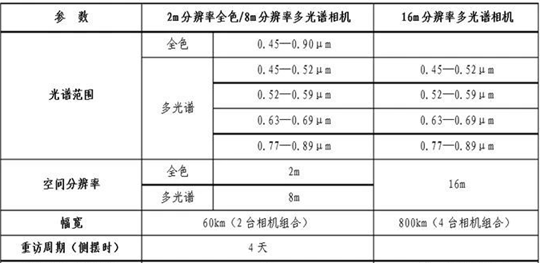 参 数 2m分辨率全色/8m分辨率多光谱相机 16m分辨率多光谱相机
光谱范围 全色 0.45—0.90μm
多光谱 0.45—0.52μm 0.45—0.52μm
0.52—0.59μm 0.52—0.59μm
0.63—0.69μm 0.63—0.69μm
0.77—0.89μm 0.77—0.89μm
空间分辨率 全色 2m 16m
多光谱 8m
幅宽 60km（2台相机组合） 800km（4台相机组合）
重访周期（侧摆时） 4天